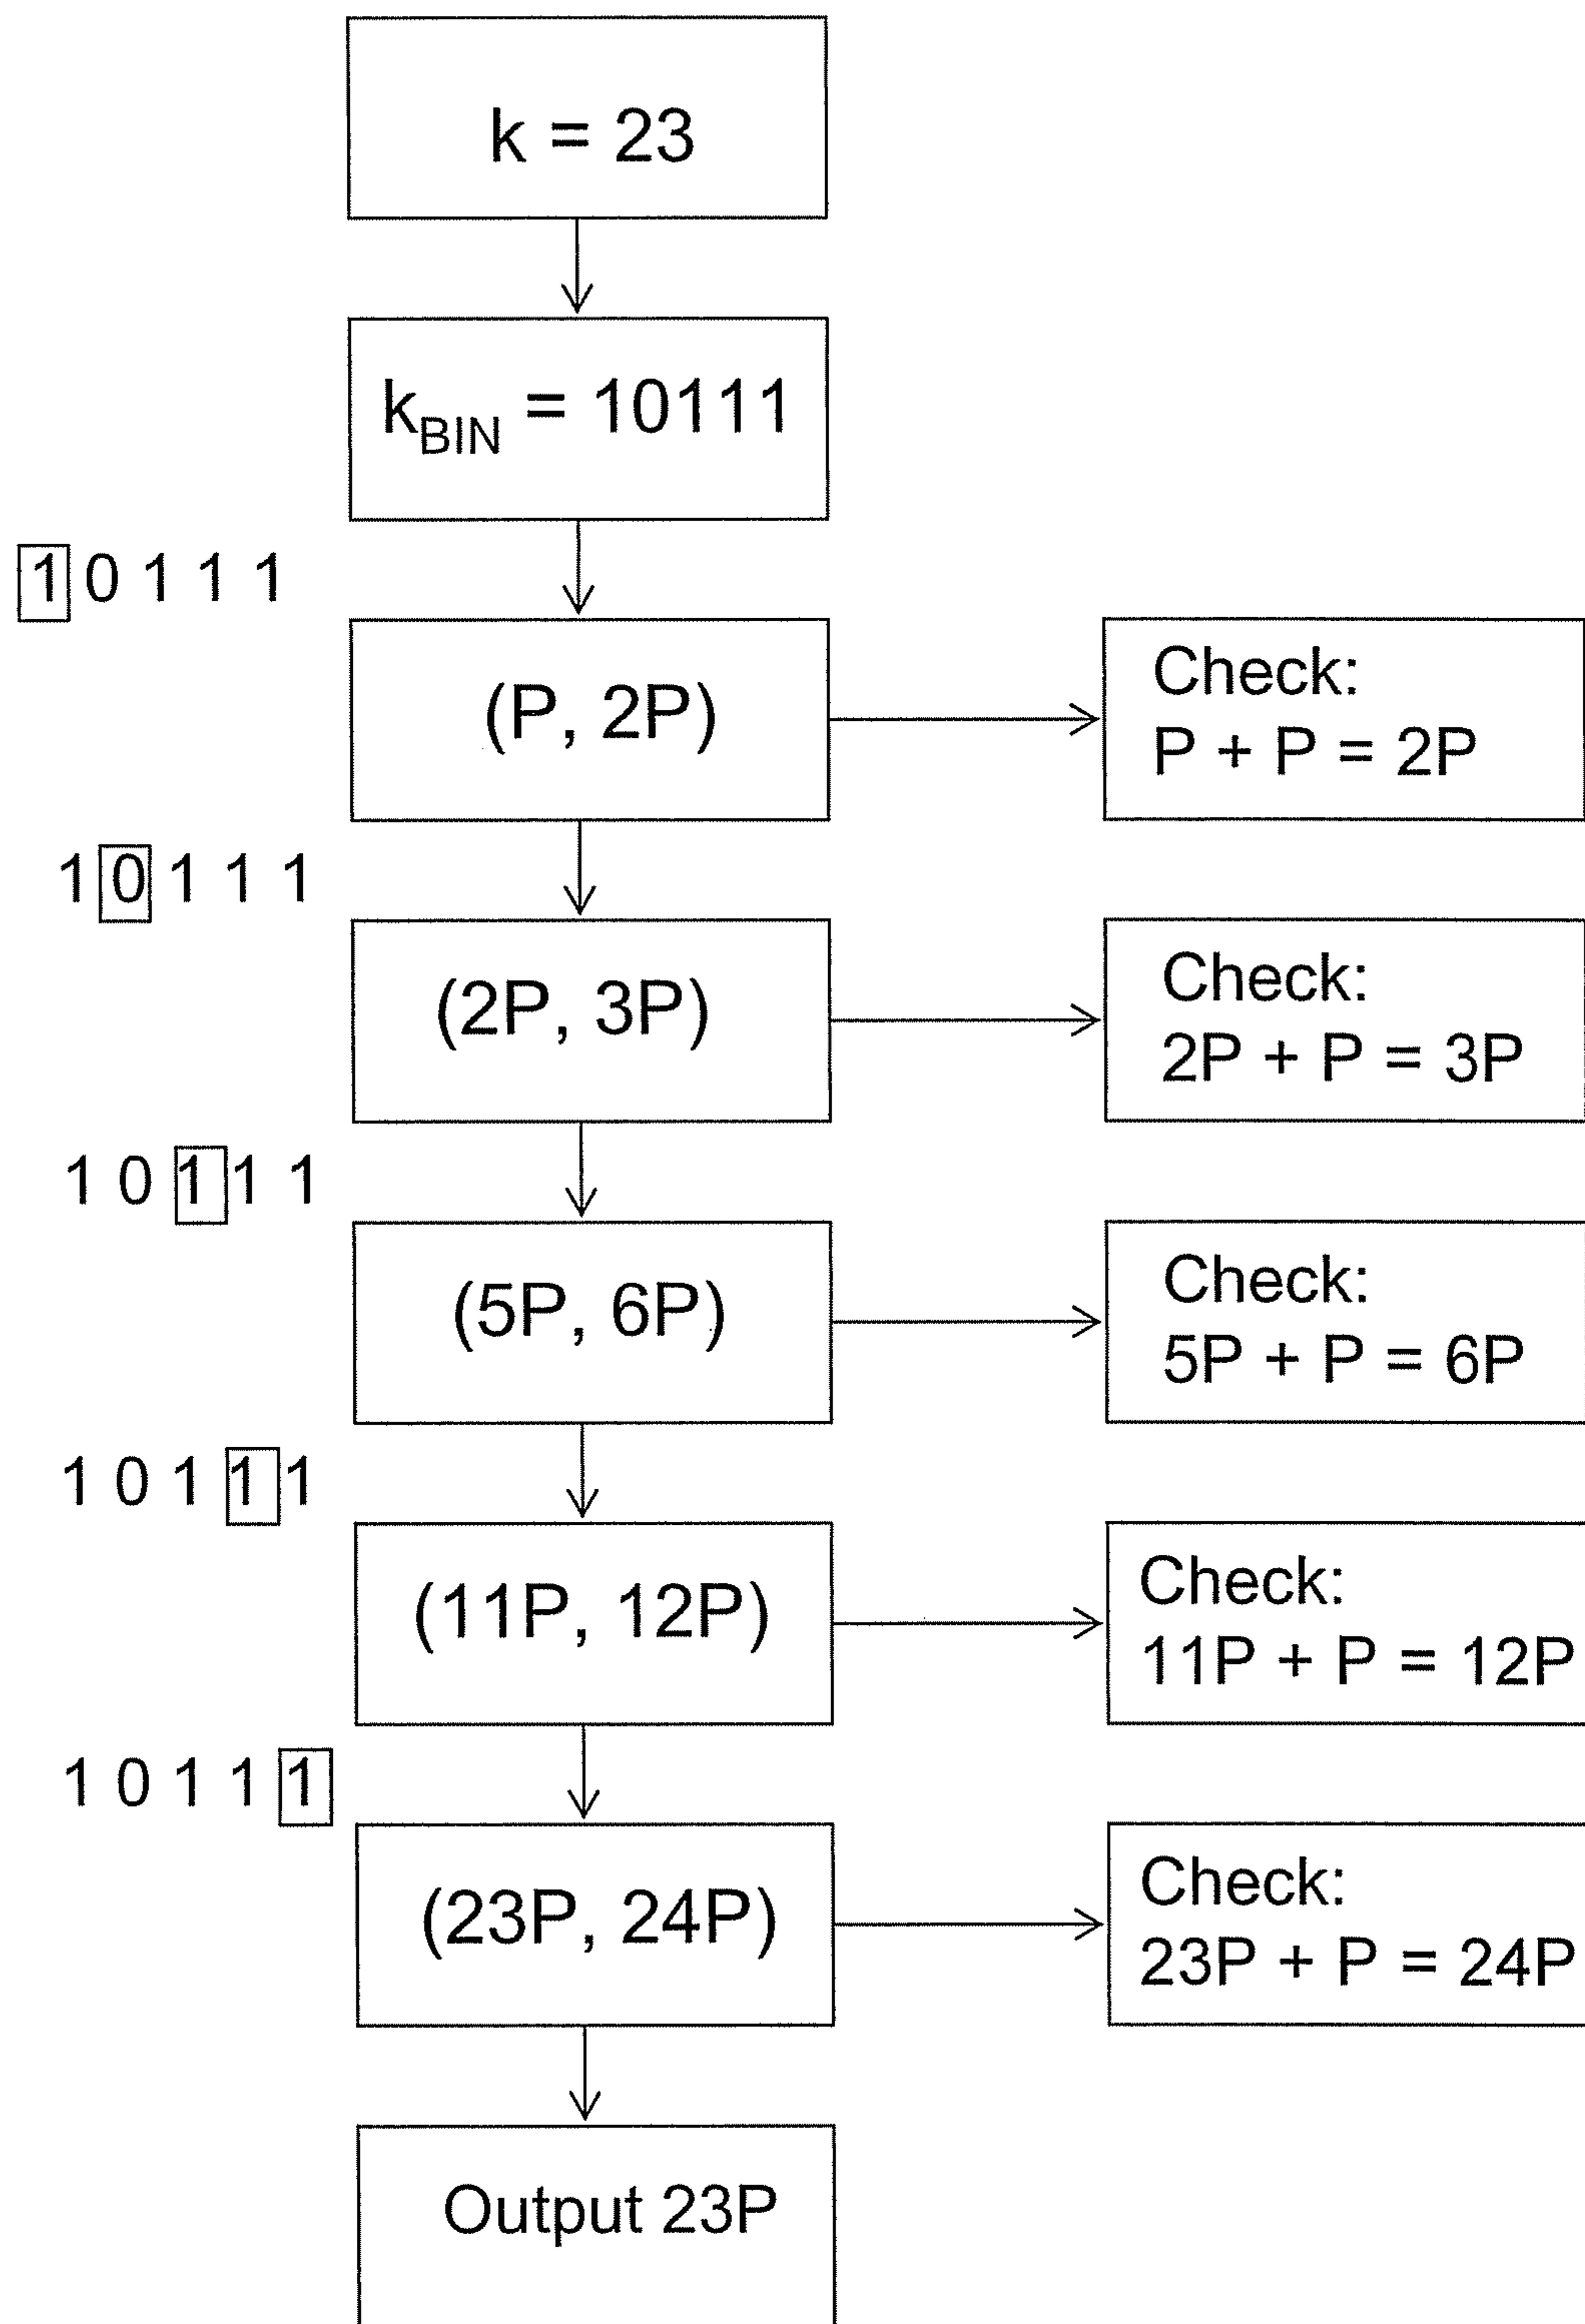 k = 23
kBIN = 10111
1 0 1 1 1
(P, 2P)
Check:
P + P = 2P
1 0 1 1 1
(2P, 3P)
Check:
2P + P = 3P
1 0 1 1 1
(5P, 6P)
Check:
5P + P = 6P
1 0 1 1 1
(11P, 12P)
Check:
11P + P = 12P
1 0 1 1 1
(23P, 24P)
Check:
23P + P = 24P
Output 23P